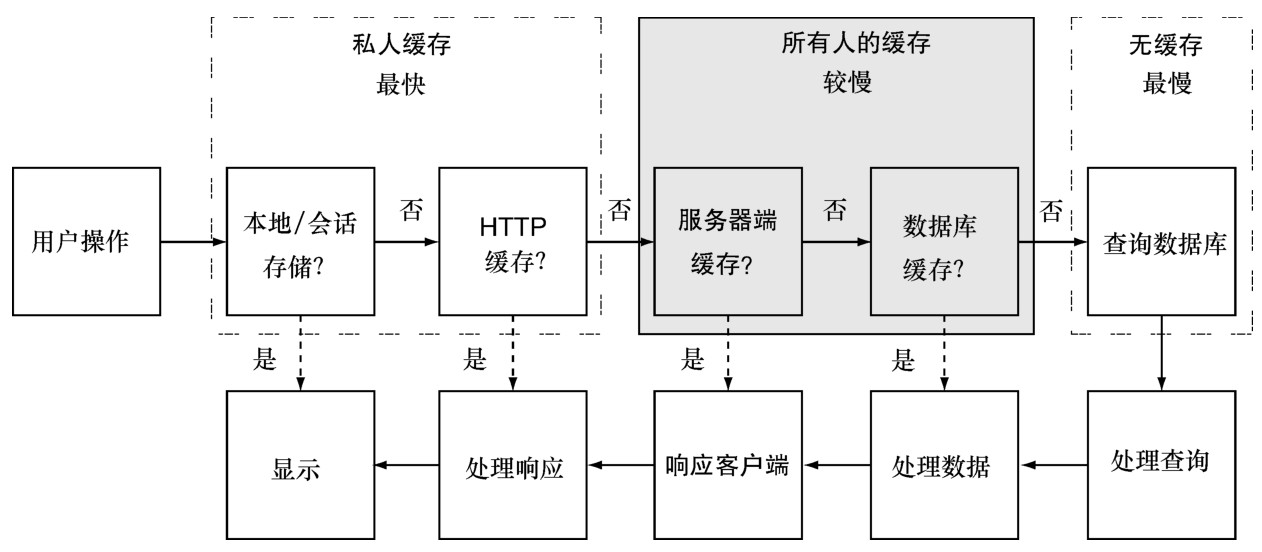 私人缓存
最快
所有人的缓存
较慢
无缓存
最慢
用户操作
本地/会话
存储?
否
HTTP
缓存?
否
服务器端
缓存?
否
数据库
缓存?
否
查询数据库
是
是
是
是
显示
处理响应
响应客户端
处理数据
处理查询